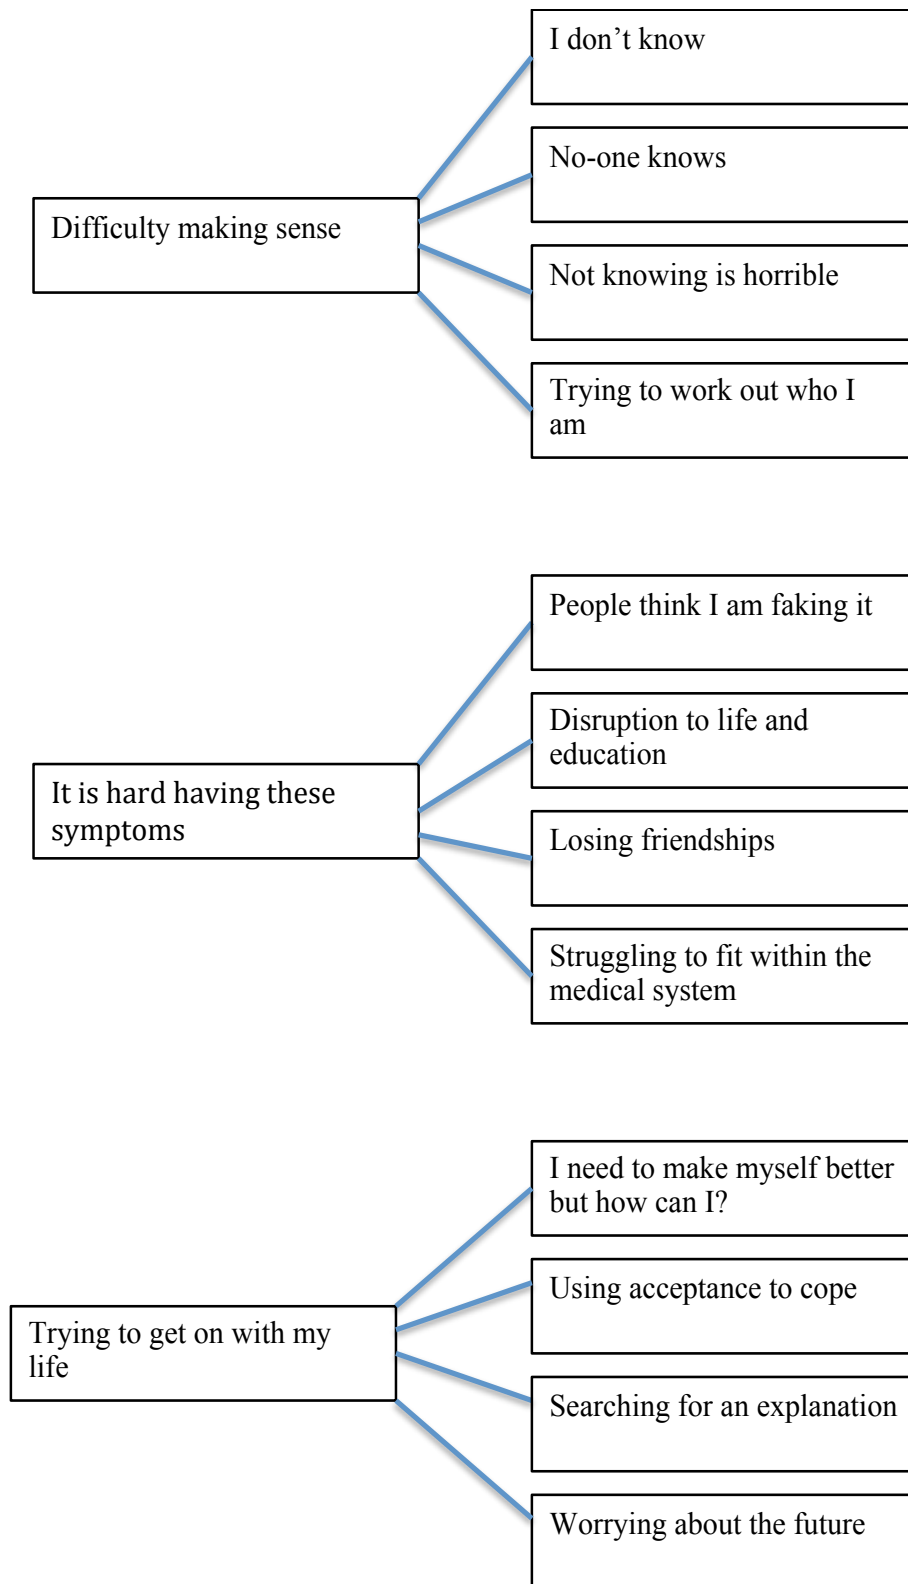 Difficulty making sense
I don’t know
No-one knows
Not knowing is horrible
Trying to work out who I
am
It is hard having these
symptoms
People think I am faking it
Disruption to life and
education
Losing friendships
Struggling to fit within the
medical system
Trying to get on with my
life
I need to make myself better
but how can I?
Using acceptance to cope
Searching for an explanation
Worrying about the future